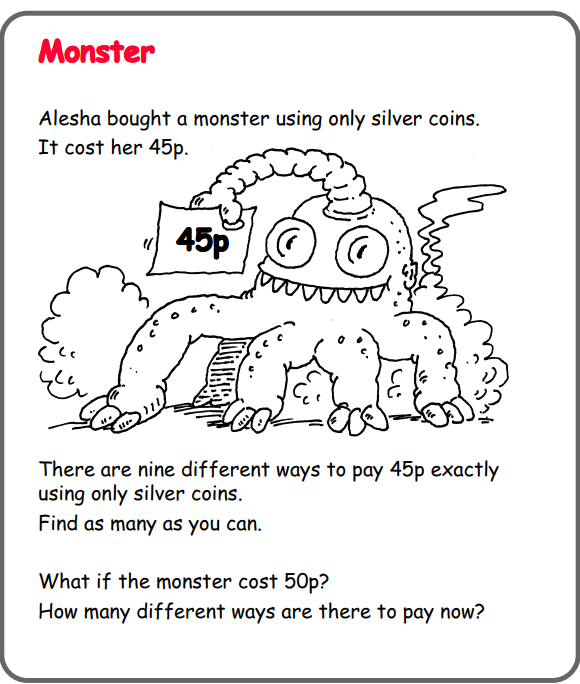 Monster
Alesha bought a monster using only silver coins.
It cost her 45p.
45p
There are nine different ways to pay 45p exactly
using only silver coins.
Find as many as you can.
What if the monster cost 50p?
How many different ways are there to pay now?